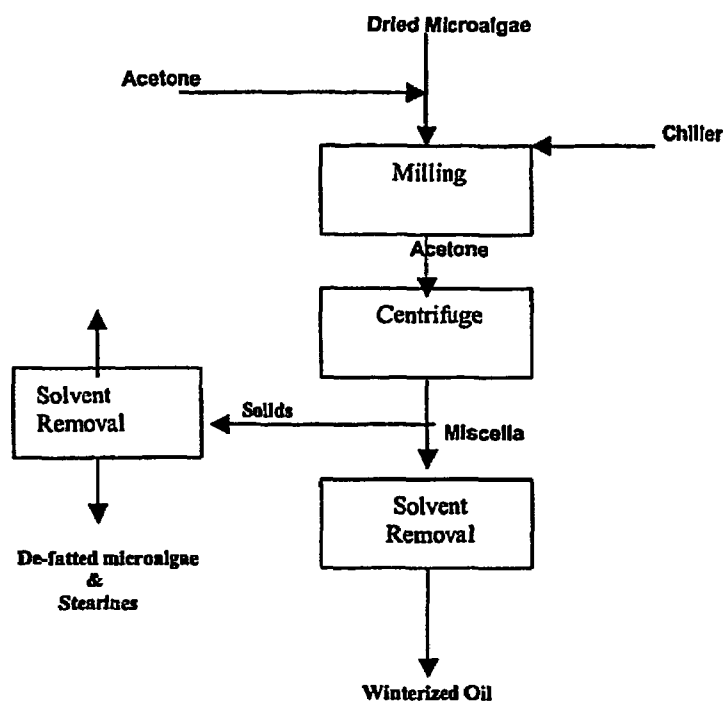 Dried Microalgae
Acetone
Chiller
Milling
Acetone
Centrifuge
Solvent
Removal
Solids
Miscella
Solvent
Removal
De-fatted microalgae
&
Stearines
Winterized Oil